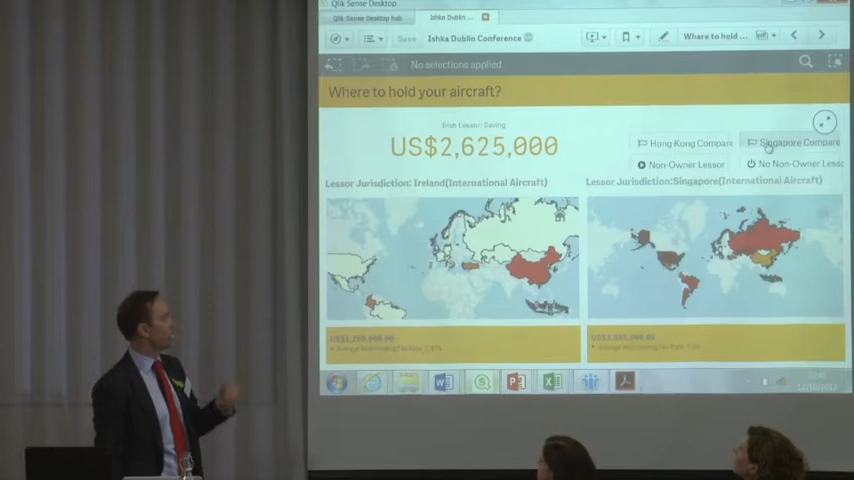 Qlik Sense Desktop
Qlik Sense Desktop hub
Ishka Dublin ...
Save
Ishka Dublin Conference
Where to hold ...
No selections applied
Where to hold your aircraft?
Irish Lessor: Saving
US$2,625,000
Hong Kong Compare
Singapore Compare
Non-Owner Lessor
No Non-Owner Lesso
Lessor Jurisdiction: Ireland(International Aircraft)
Lessor Jurisdiction:Singapore(International Aircraft)